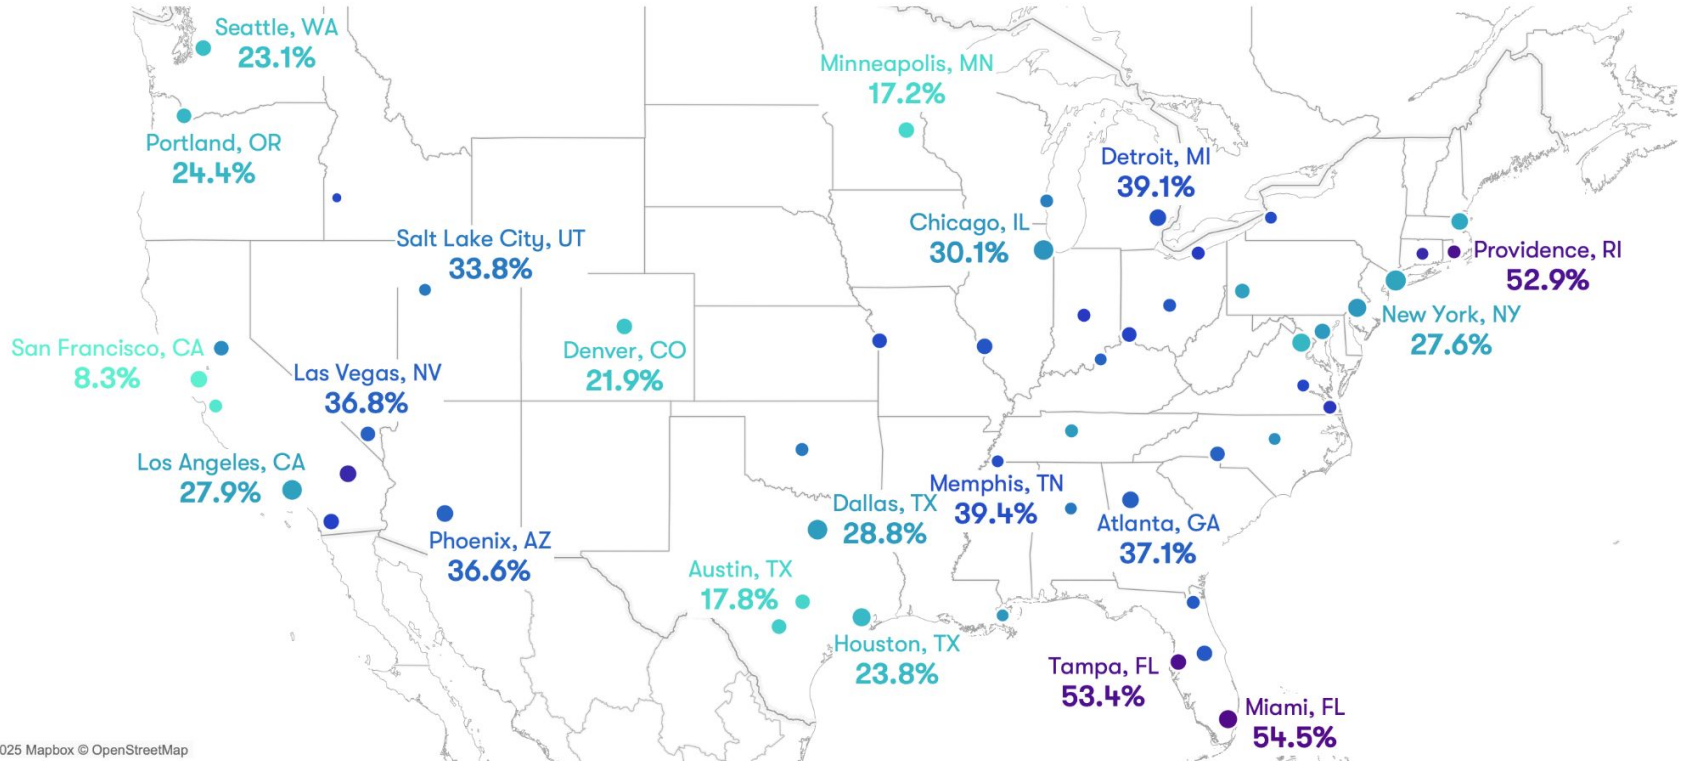 Seattle, WA
23.1%
Minneapolis, MN
17.2%
Portland, OR
24.4%
Detroit, MI
39.1%
Salt Lake City, UT
33.8%
Chicago, IL
30.1%
Providence, RI
52.9%
New York, NY
27.6%
San Francisco, CA
8.3%
Las Vegas, NV
36.8%
Denver, CO
21.9%
Los Angeles, CA
27.9%
Memphis, TN
39.4%
Dallas, TX
28.8%
Atlanta, GA
37.1%
Phoenix, AZ
36.6%
Austin, TX
17.8%
Houston, TX
23.8%
Tampa, FL
53.4%
Miami, FL
54.5%
025 Mapbox © OpenStreetMap